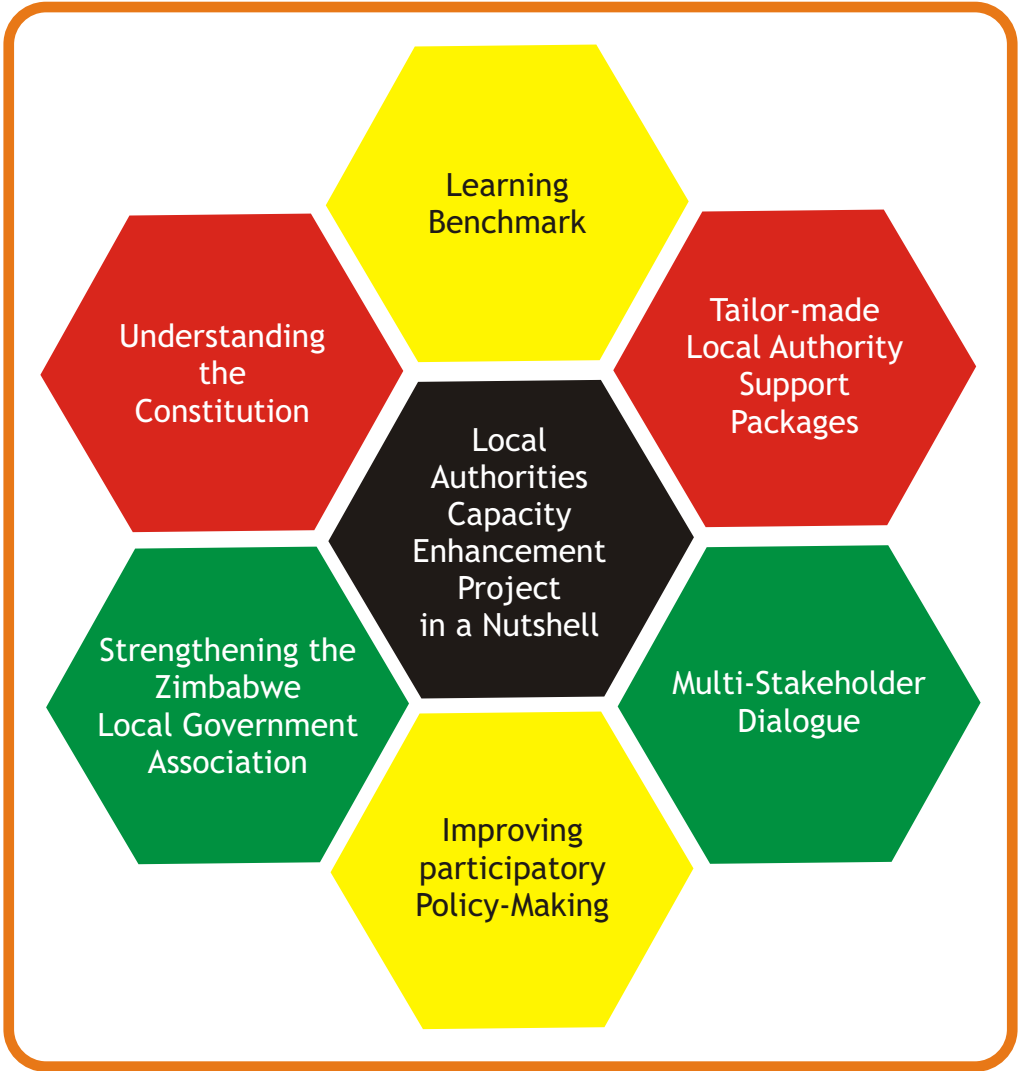 Learning
Benchmark
Understanding
the
Constitution
Tailor-made
Local Authority
Support
Packages
Local
Authorities
Capacity
Enhancement
Project
in a Nutshell
Strengthening the
Zimbabwe
Local Government
Association
Multi-Stakeholder
Dialogue
Improving
participatory
Policy-Making